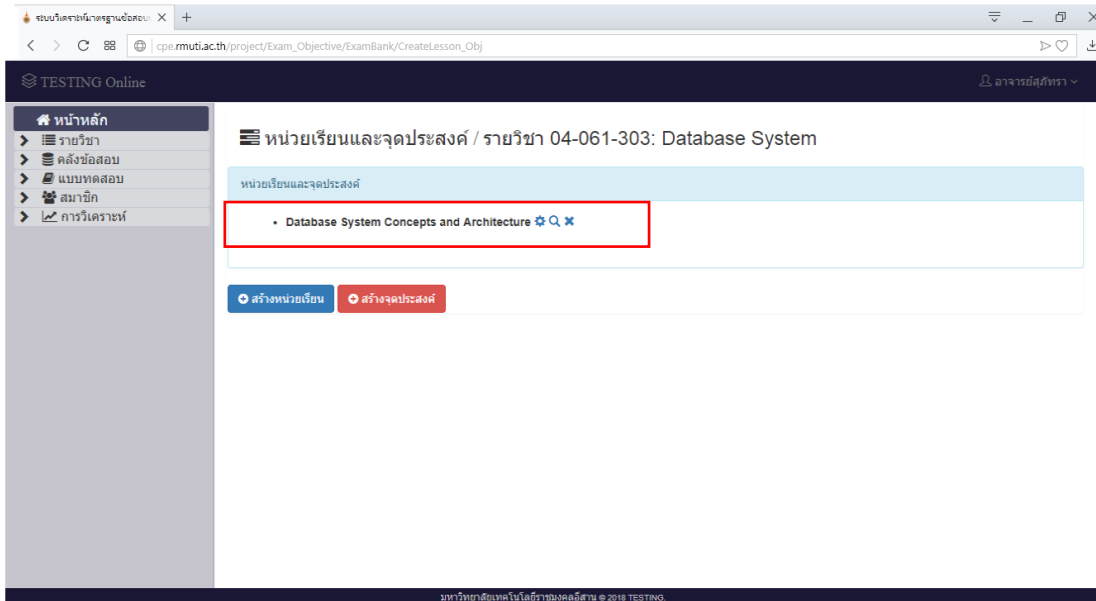 ระบบวิเคราะห์มาตรฐานข้อสอบ
cpe.rmuti.ac.th/project/Exam_Objective/ExamBank/CreateLesson_Obj
TESTING Online
อาจารย์สุภัทรา
หน้าหลัก
รายวิชา
คลังข้อสอบ
แบบทดสอบ
สมาชิก
การวิเคราะห์
หน่วยเรียนและจุดประสงค์ / รายวิชา 04-061-303: Database System
หน่วยเรียนและจุดประสงค์
• Database System Concepts and Architecture
สร้างหน่วยเรียน
สร้างจุดประสงค์
มหาวิทยาลัยเทคโนโลยีราชมงคลอีสาน © 2018 TESTING.